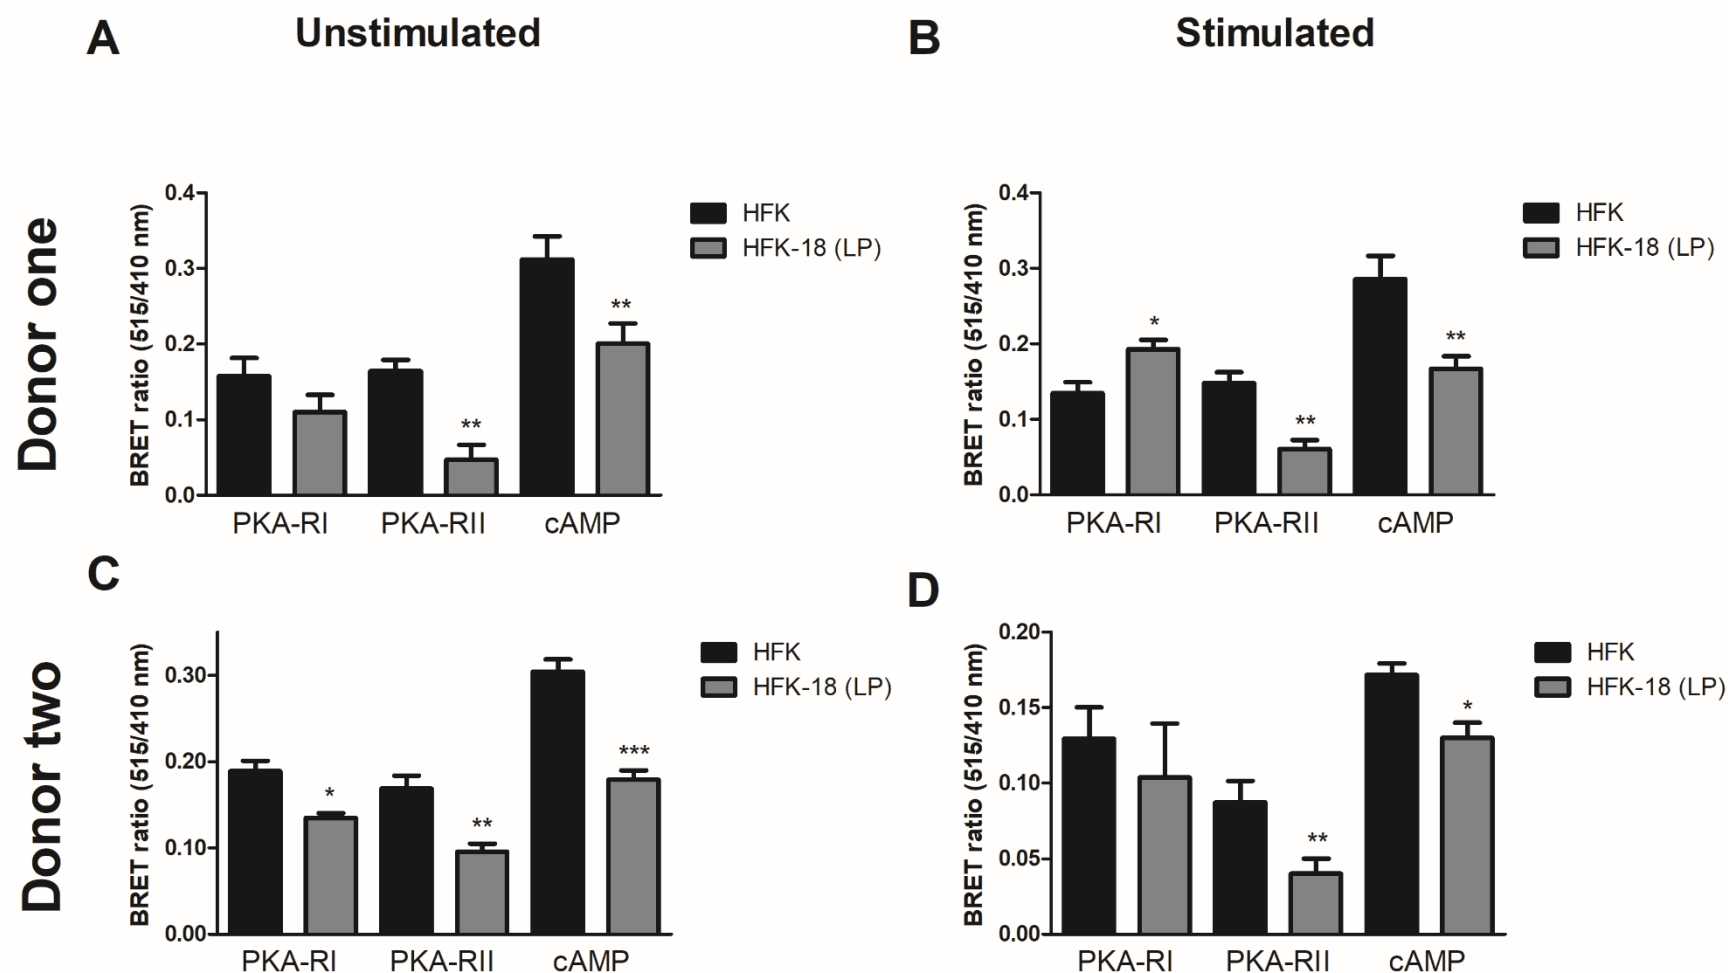 A
Unstimulated
B
Stimulated
Donor one
BRET ratio (515/410 nm)
0.4
0.3
0.2
0.1
0.0
**
**
PKA-RI
PKA-RII
cAMP
HFK
HFK-18 (LP)
BRET ratio (515/410 nm)
0.4
0.3
0.2
0.1
0.0
*
**
**
PKA-RI
PKA-RII
cAMP
HFK
HFK-18 (LP)
C
D
Donor two
BRET ratio (515/410 nm)
0.30
0.20
0.10
0.00
*
**
***
PKA-RI
PKA-RII
cAMP
HFK
HFK-18 (LP)
BRET ratio (515/410 nm)
0.20
0.15
0.10
0.05
0.00
**
*
PKA-RI
PKA-RII
cAMP
HFK
HFK-18 (LP)